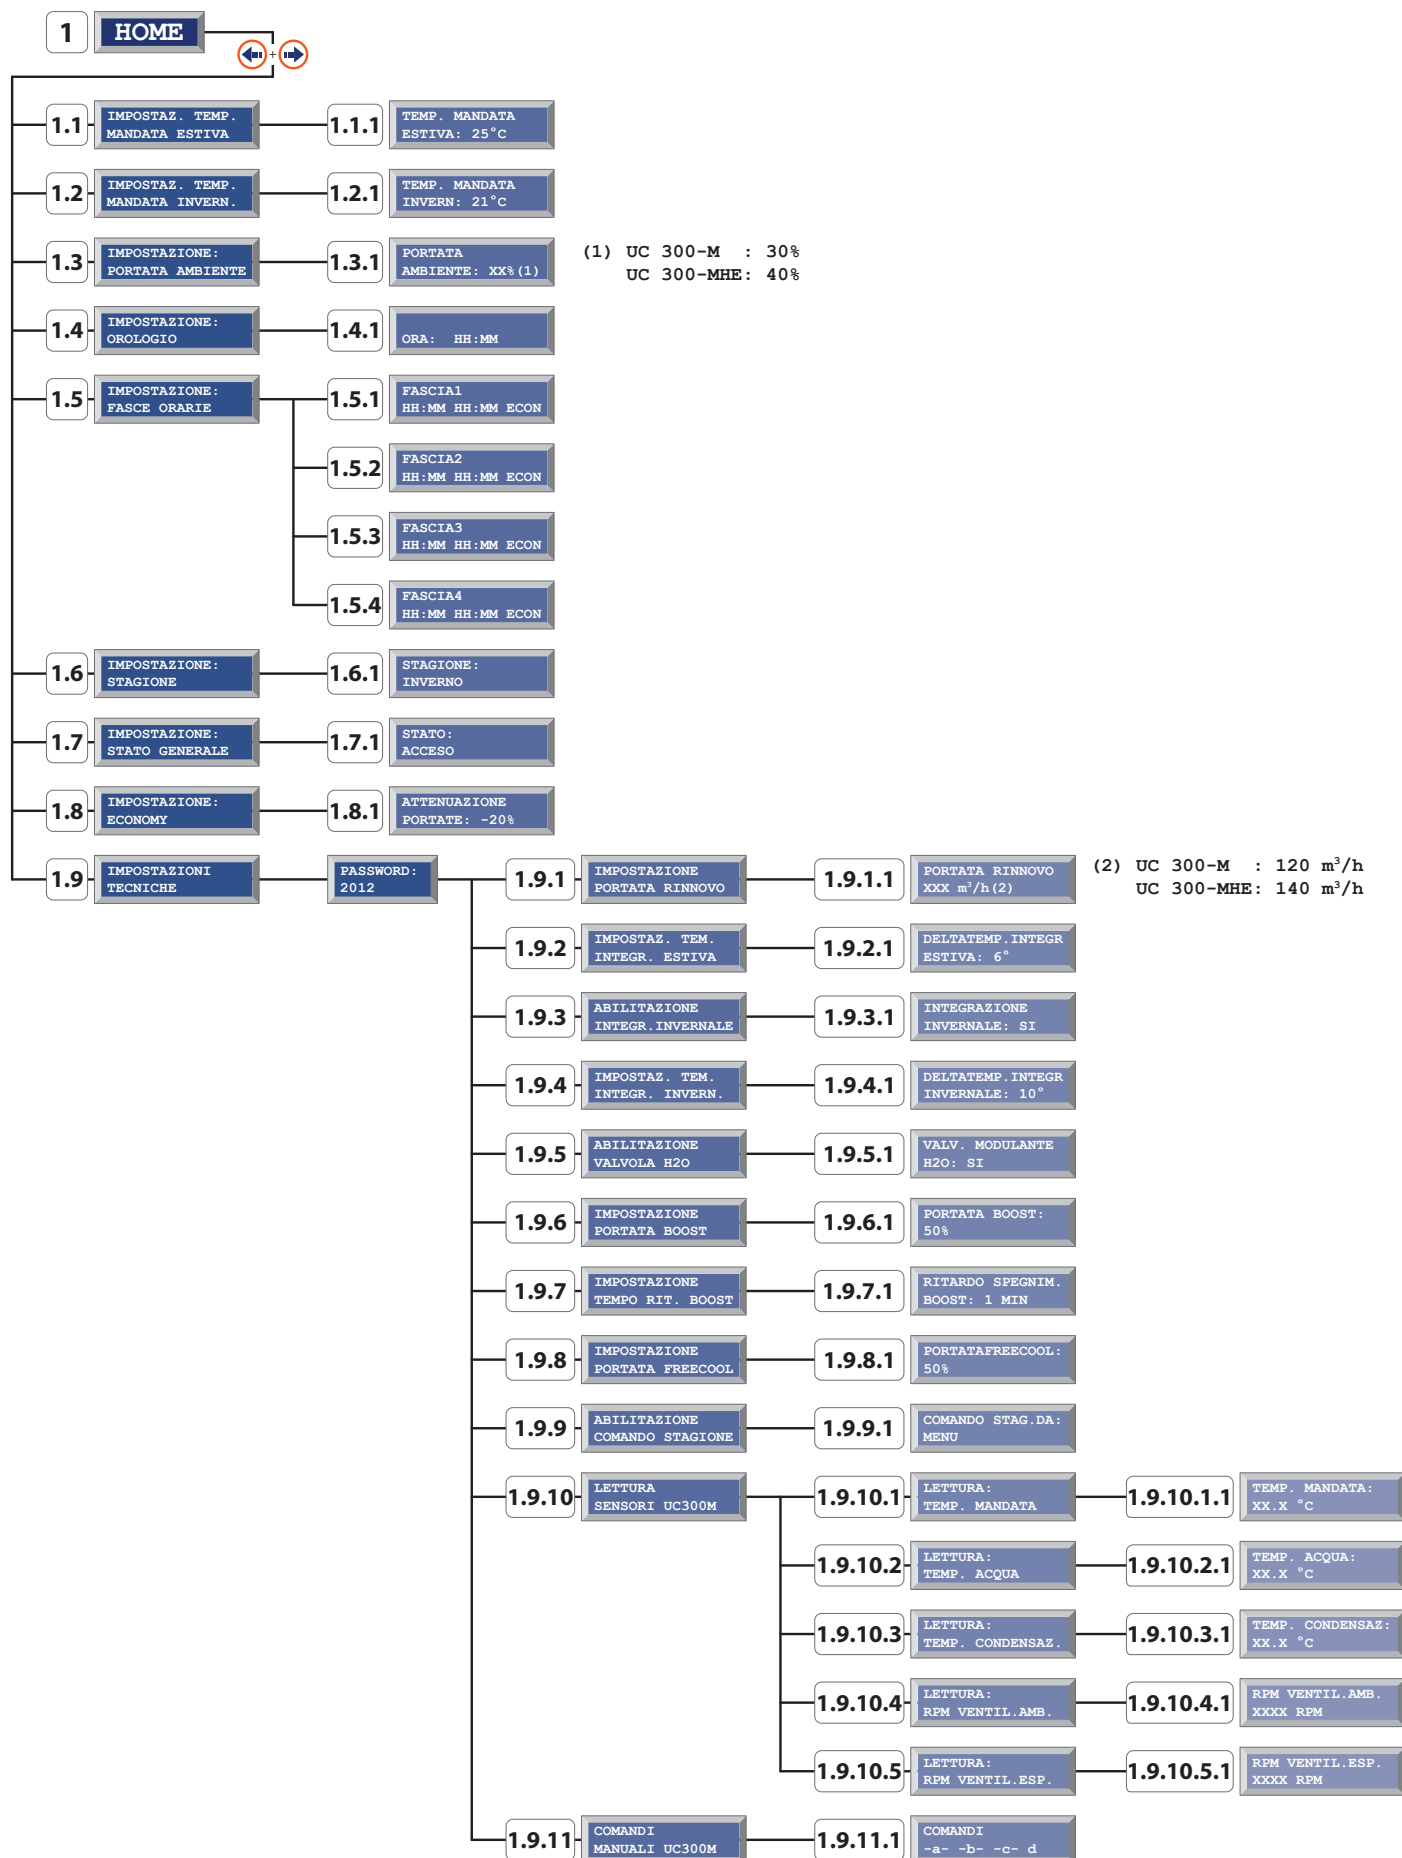 1
HOME
+
1.1
IMPOSTAZ. TEMP.
MANDATA ESTIVA
1.1.1
TEMP. MANDATA
ESTIVA: 25°C
1.2
IMPOSTAZ. TEMP.
MANDATA INVERN.
1.2.1
TEMP. MANDATA
INVERN: 21°C
1.3
IMPOSTAZIONE:
PORTATA AMBIENTE
1.3.1
PORTATA
AMBIENTE: XX%(1)
(1) UC 300-M : 30%
UC 300-MHE: 40%
1.4
IMPOSTAZIONE:
OROLOGIO
1.4.1
ORA: HH:MM
1.5
IMPOSTAZIONE:
FASCE ORARIE
1.5.1
FASCIA1
HH:MM HH:MM ECON
1.5.2
FASCIA2
HH:MM HH:MM ECON
1.5.3
FASCIA3
HH:MM HH:MM ECON
1.5.4
FASCIA4
HH:MM HH:MM ECON
1.6
IMPOSTAZIONE:
STAGIONE
1.6.1
STAGIONE:
INVERNO
1.7
IMPOSTAZIONE:
STATO GENERALE
1.7.1
STATO:
ACCESO
1.8
IMPOSTAZIONE:
ECONOMY
1.8.1
ATTENUAZIONE
PORTATE: -20%
1.9
IMPOSTAZIONI
TECNICHE
PASSWORD:
2012
1.9.1
IMPOSTAZIONE
PORTATA RINNOVO
1.9.1.1
PORTATA RINNOVO
XXX m³/h(2)
(2) UC 300-M : 120 m³/h
UC 300-MHE: 140 m³/h
1.9.2
IMPOSTAZ. TEM.
INTEGR. ESTIVA
1.9.2.1
DELTATEMP.INTEGR
ESTIVA: 6°
1.9.3
ABILITAZIONE
INTEGR.INVERNALE
1.9.3.1
INTEGRAZIONE
INVERNALE: SI
1.9.4
IMPOSTAZ. TEM.
INTEGR. INVERN.
1.9.4.1
DELTATEMP.INTEGR
INVERNALE: 10°
1.9.5
ABILITAZIONE
VALVOLA H2O
1.9.5.1
VALV. MODULANTE
H2O: SI
1.9.6
IMPOSTAZIONE
PORTATA BOOST
1.9.6.1
PORTATA BOOST:
50%
1.9.7
IMPOSTAZIONE
TEMPO RIT. BOOST
1.9.7.1
RITARDO SPEGNIM.
BOOST: 1 MIN
1.9.8
IMPOSTAZIONE
PORTATA FREECOOL
1.9.8.1
PORTATAFREECOOL:
50%
1.9.9
ABILITAZIONE
COMANDO STAGIONE
1.9.9.1
COMANDO STAG.DA:
MENU
1.9.10
LETTURA
SENSORI UC300M
1.9.10.1
LETTURA:
TEMP. MANDATA
1.9.10.1.1
TEMP. MANDATA:
XX.X °C
1.9.10.2
LETTURA:
TEMP. ACQUA
1.9.10.2.1
TEMP. ACQUA:
XX.X °C
1.9.10.3
LETTURA:
TEMP. CONDENSAZ.
1.9.10.3.1
TEMP. CONDENSAZ:
XX.X °C
1.9.10.4
LETTURA:
RPM VENTIL.AMB.
1.9.10.4.1
RPM VENTIL.AMB.
XXXX RPM
1.9.10.5
LETTURA:
RPM VENTIL.ESP.
1.9.10.5.1
RPM VENTIL.ESP.
XXXX RPM
1.9.11
COMANDI
MANUALI UC300M
1.9.11.1
COMANDI
-a- -b- -c- d